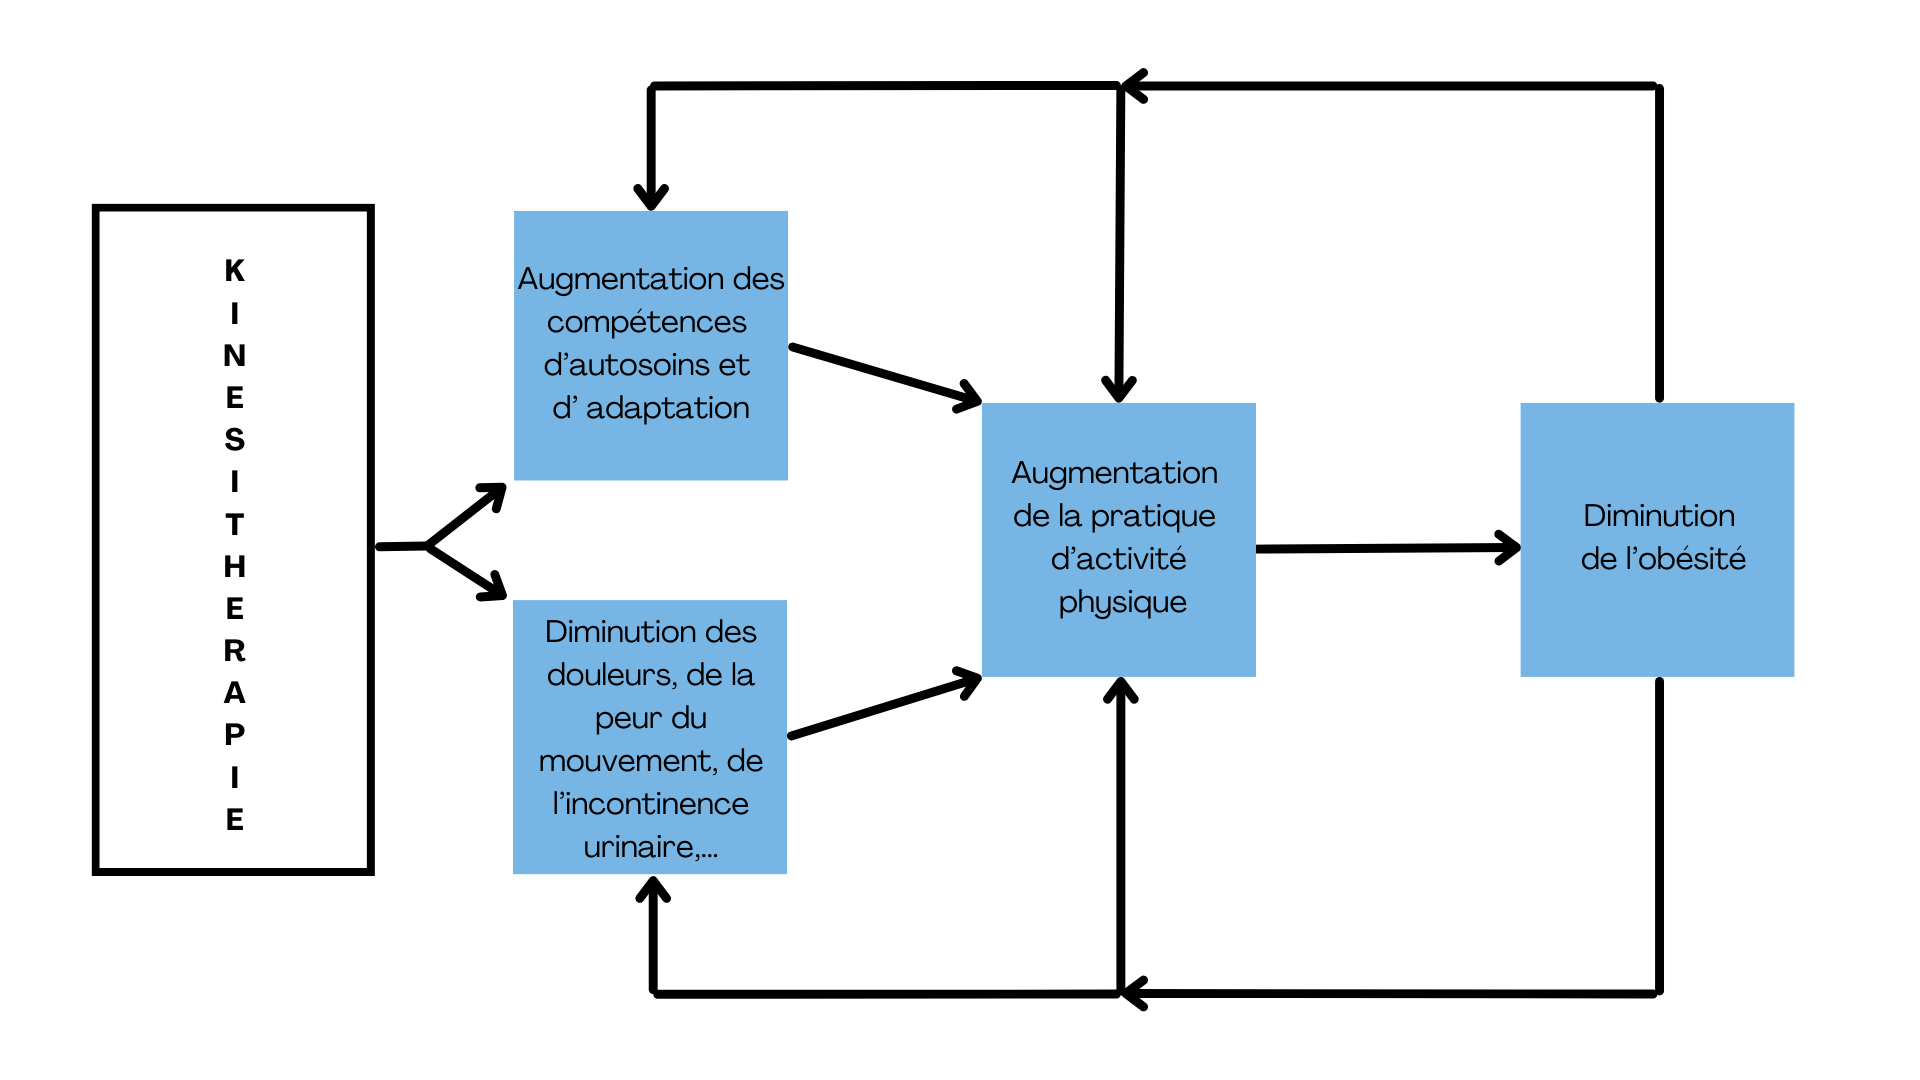 K
I
N
E
S
I
T
H
E
R
A
P
I
E
Augmentation des
compétences
d'autosoins et
d' adaptation
Diminution des
douleurs, de la
peur du
mouvement, de
l'incontinence
urinaire,...
Augmentation
de la pratique
d'activité
physique
Diminution
de l'obésité